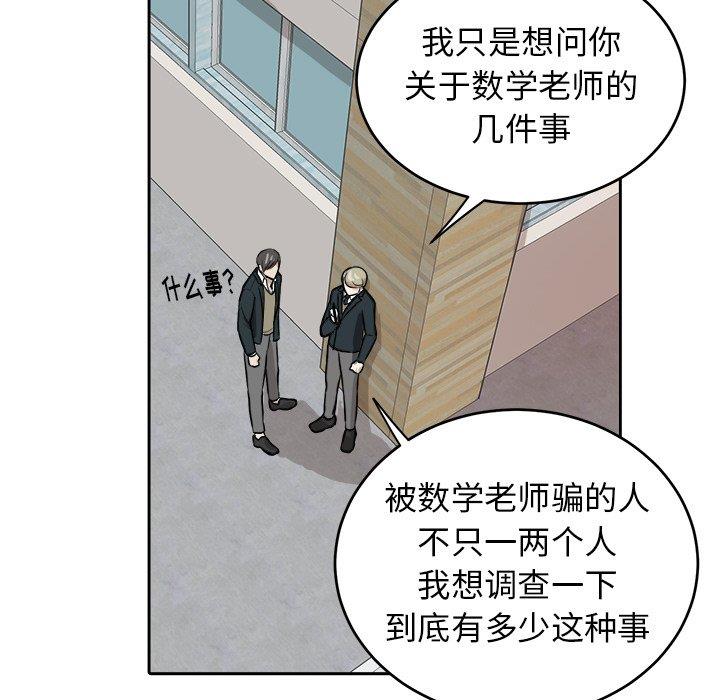 我只是想问你
关于数学老师的
几件事
什么事?
被数学老师骗的人
不只一两个人
我想调查一下
到底有多少这种事